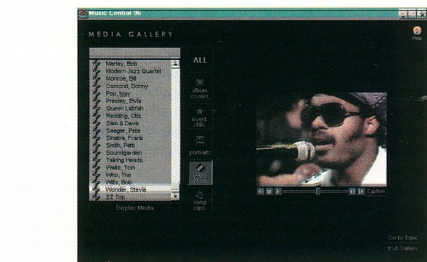 Music Central 96
MEDIA GALLERY
Help
ALL
Marley, Bob
Modern Jazz Quartet
Monroe, Bill
Osmond, Donny
Pop, Iggy
Presley, Elvis
Queen Latifah
Redding, Otis
Sam & Dave
Seeger, Pete
Sinatra, Frank
Smith, Patti
Soundgarden
Talking Heads
Waits, Tom
Who, The
Wills, Bob
Wonder, Stevie
ZZ Top
album
covers
event
clips
portraits
song
clips
Display Media
Caption
Go to Topic
Exit Gallery